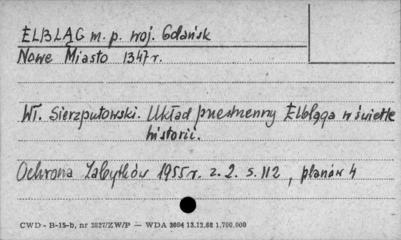 ELBLĄG m. p. woj. Gdańsk
Nowe Miasto 1347 r.
Wł. Sierzputowski. Układ przestrzenny Elbląga w świetle
historii.
Ochrona Zabytków 1955 r. z. 2. s. 112, planów 4
CWD - B-15-b, nr 3827/ZW/P — WDA 3604 13.12.68 1.700.000